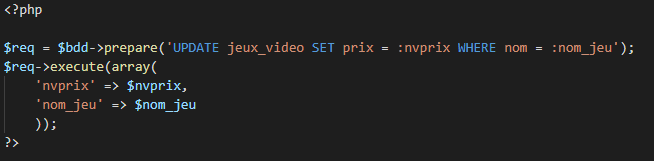 <?php
$req = $bdd->prepare('UPDATE jeux_video SET prix = :nvprix WHERE nom = :nom_jeu');
$req->execute(array(
    'nvprix' => $nvprix,
    'nom_jeu' => $nom_jeu
    ));
?>